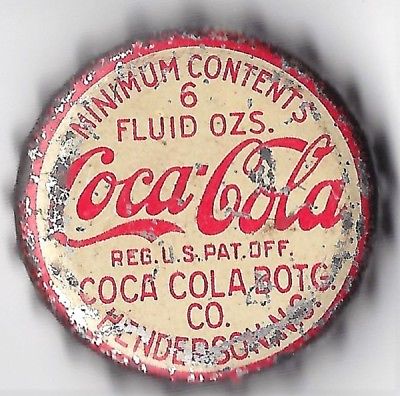 MINIMUM CONTENTS
6
FLUID OZS.
Coca-Cola
REG. U.S. PAT. OFF.
COCA COLA BOTG.
CO.
HENDERSON, N.C.